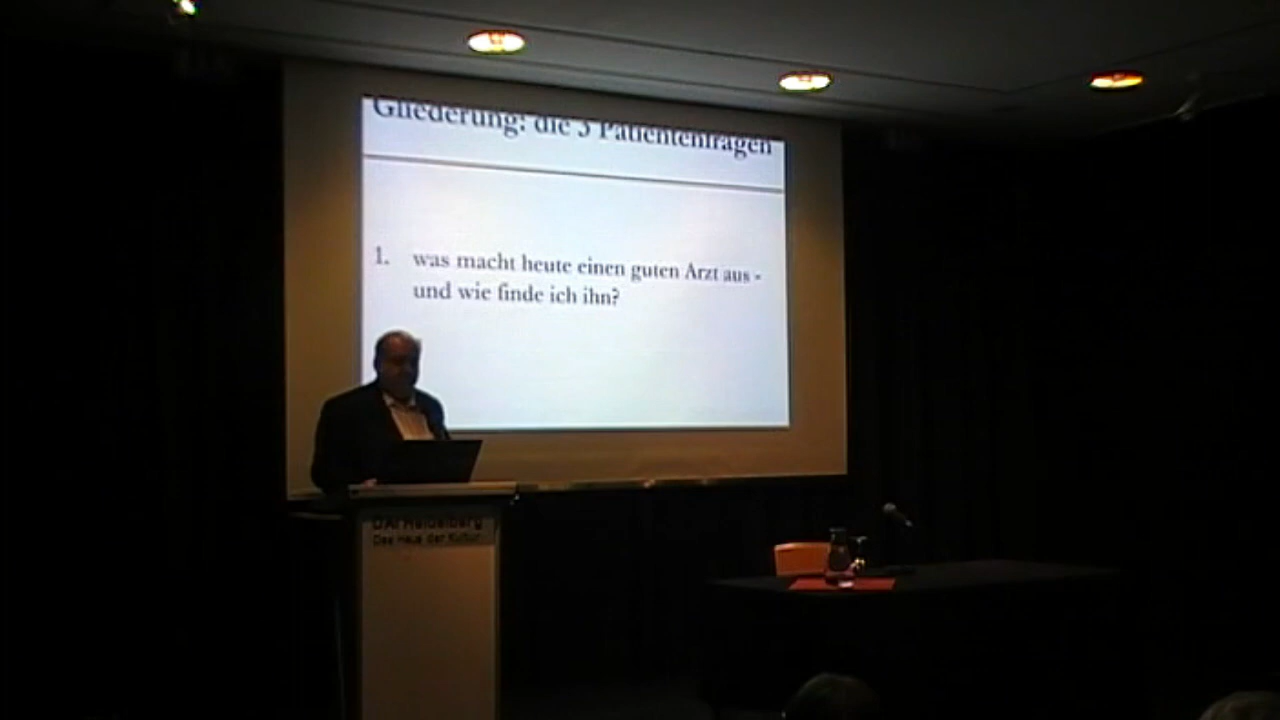 Gliederung: die 3 Patientenfragen
1. was macht heute einen guten Arzt aus -
und wie finde ich ihn?
DAI Heidelberg
Das Haus der Kultur